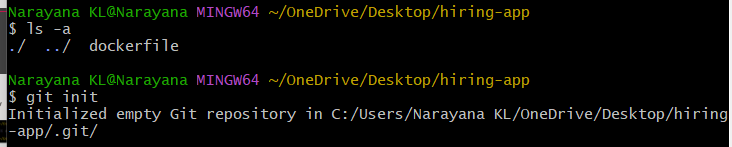 Narayana KL@Narayana MINGW64 ~/OneDrive/Desktop/hiring-app
$ ls -a
./  ../  dockerfile
Narayana KL@Narayana MINGW64 ~/OneDrive/Desktop/hiring-app
$ git init
Initialized empty Git repository in C:/Users/Narayana KL/OneDrive/Desktop/hiring
-app/.git/